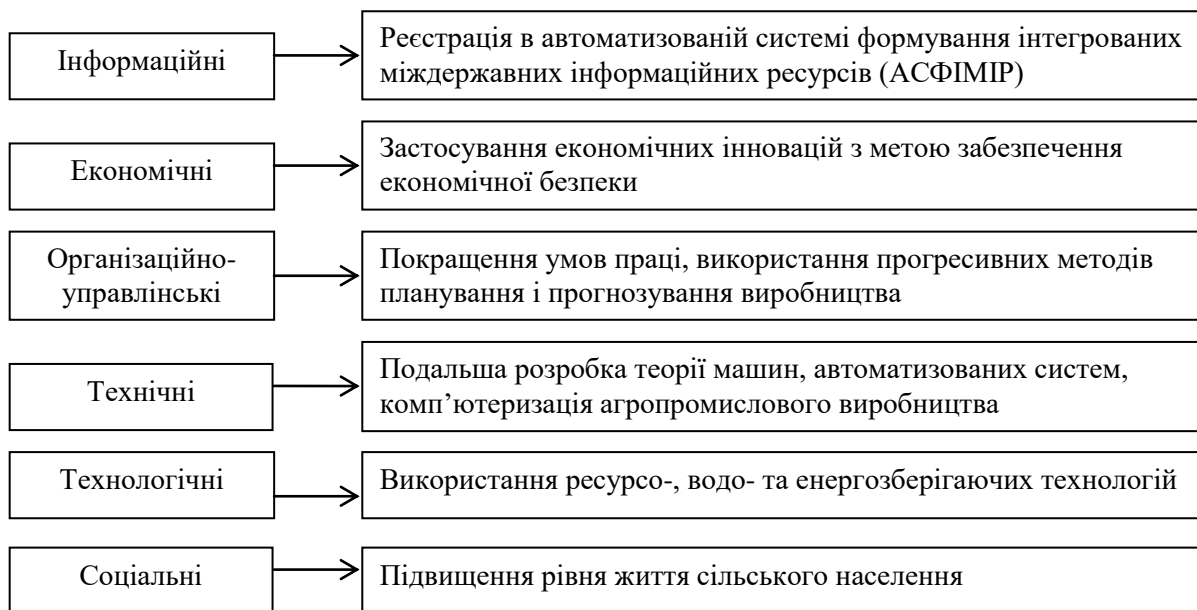 Інформаційні
Реєстрація в автоматизованій системі формування інтегрованих
міждержавних інформаційних ресурсів (АСФІМІР)
Економічні
Застосування економічних інновацій з метою забезпечення
економічної безпеки
Організаційно-
управлінські
Покращення умов праці, використання прогресивних методів
планування і прогнозування виробництва
Технічні
Подальша розробка теорії машин, автоматизованих систем,
комп’ютеризація агропромислового виробництва
Технологічні
Використання ресурсо-, водо- та енергозберігаючих технологій
Соціальні
Підвищення рівня життя сільського населення